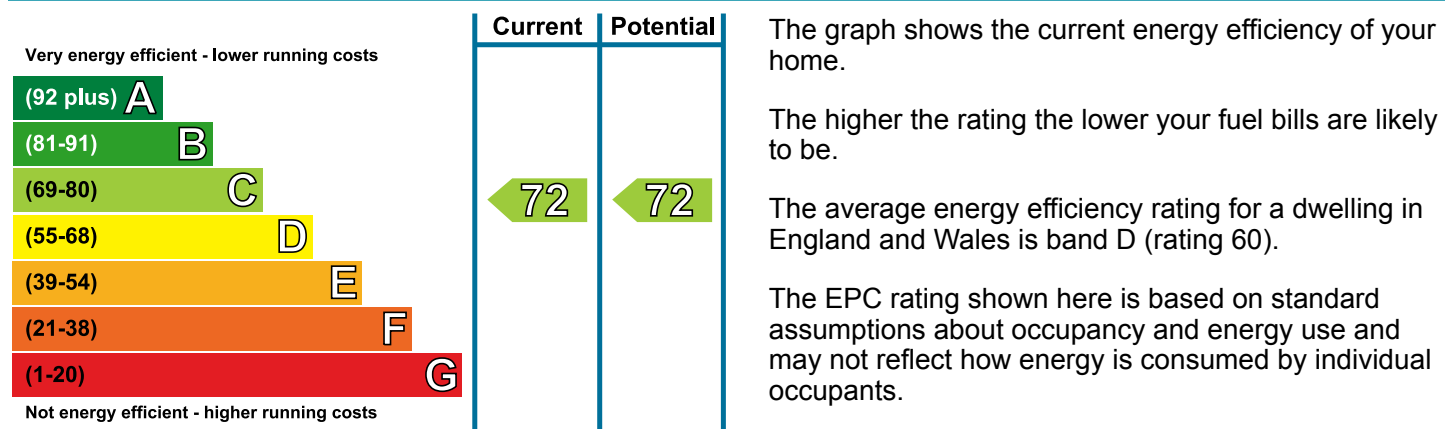 Current Potential
Very energy efficient - lower running costs
(92 plus) A
(81-91) B
(69-80) C
72 72
(55-68) D
(39-54) E
(21-38) F
(1-20) G
Not energy efficient - higher running costs
The graph shows the current energy efficiency of your
home.
The higher the rating the lower your fuel bills are likely
to be.
The average energy efficiency rating for a dwelling in
England and Wales is band D (rating 60).
The EPC rating shown here is based on standard
assumptions about occupancy and energy use and
may not reflect how energy is consumed by individual
occupants.